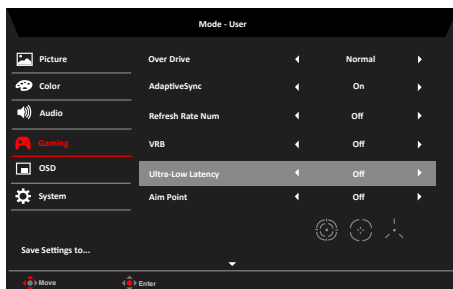 Mode - User
Picture
Over Drive Normal
Color
AdaptiveSync On
Audio
Refresh Rate Num Off
Gaming
VRB Off
OSD
Ultra-Low Latency Off
System
Aim Point Off
Save Settings to...
Move Enter